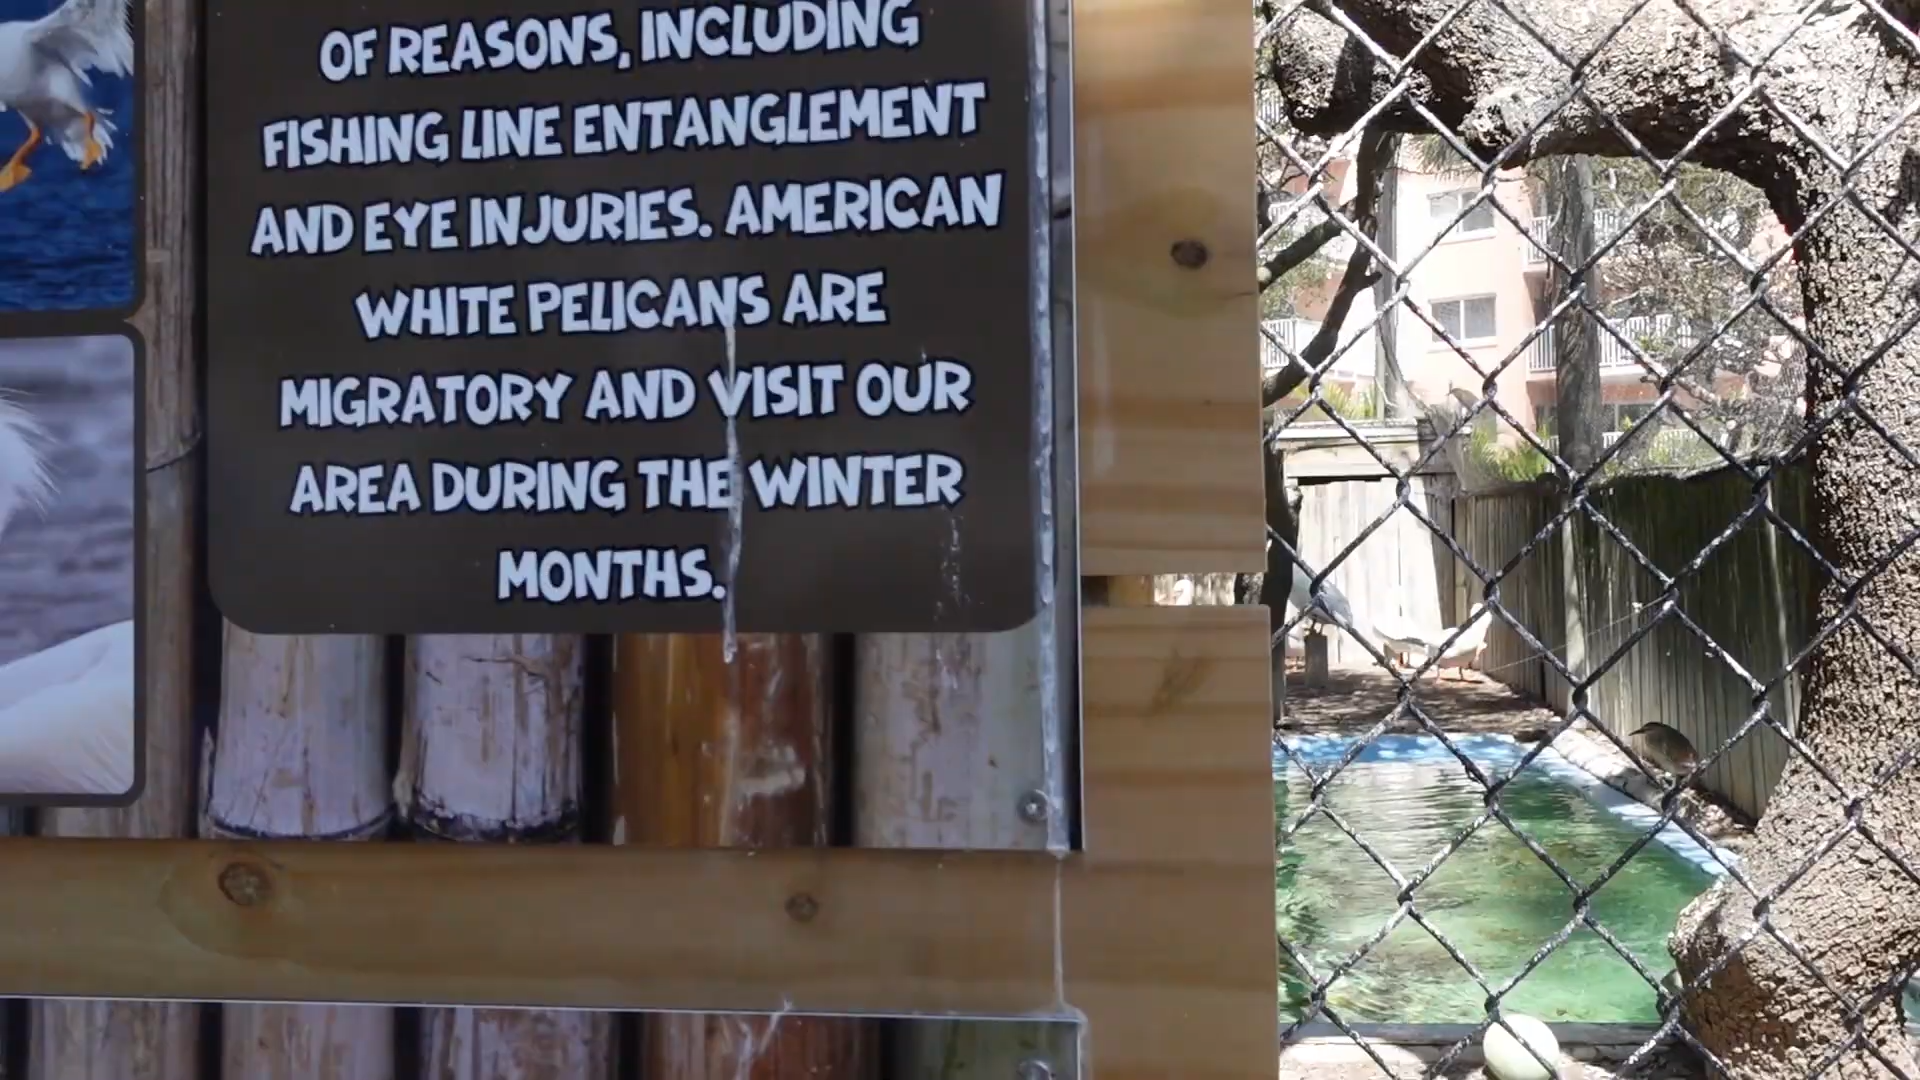 OF REASONS, INCLUDING
FISHING LINE ENTANGLEMENT
AND EYE INJURIES. AMERICAN
WHITE PELICANS ARE
MIGRATORY AND VISIT OUR
AREA DURING THE WINTER
MONTHS.